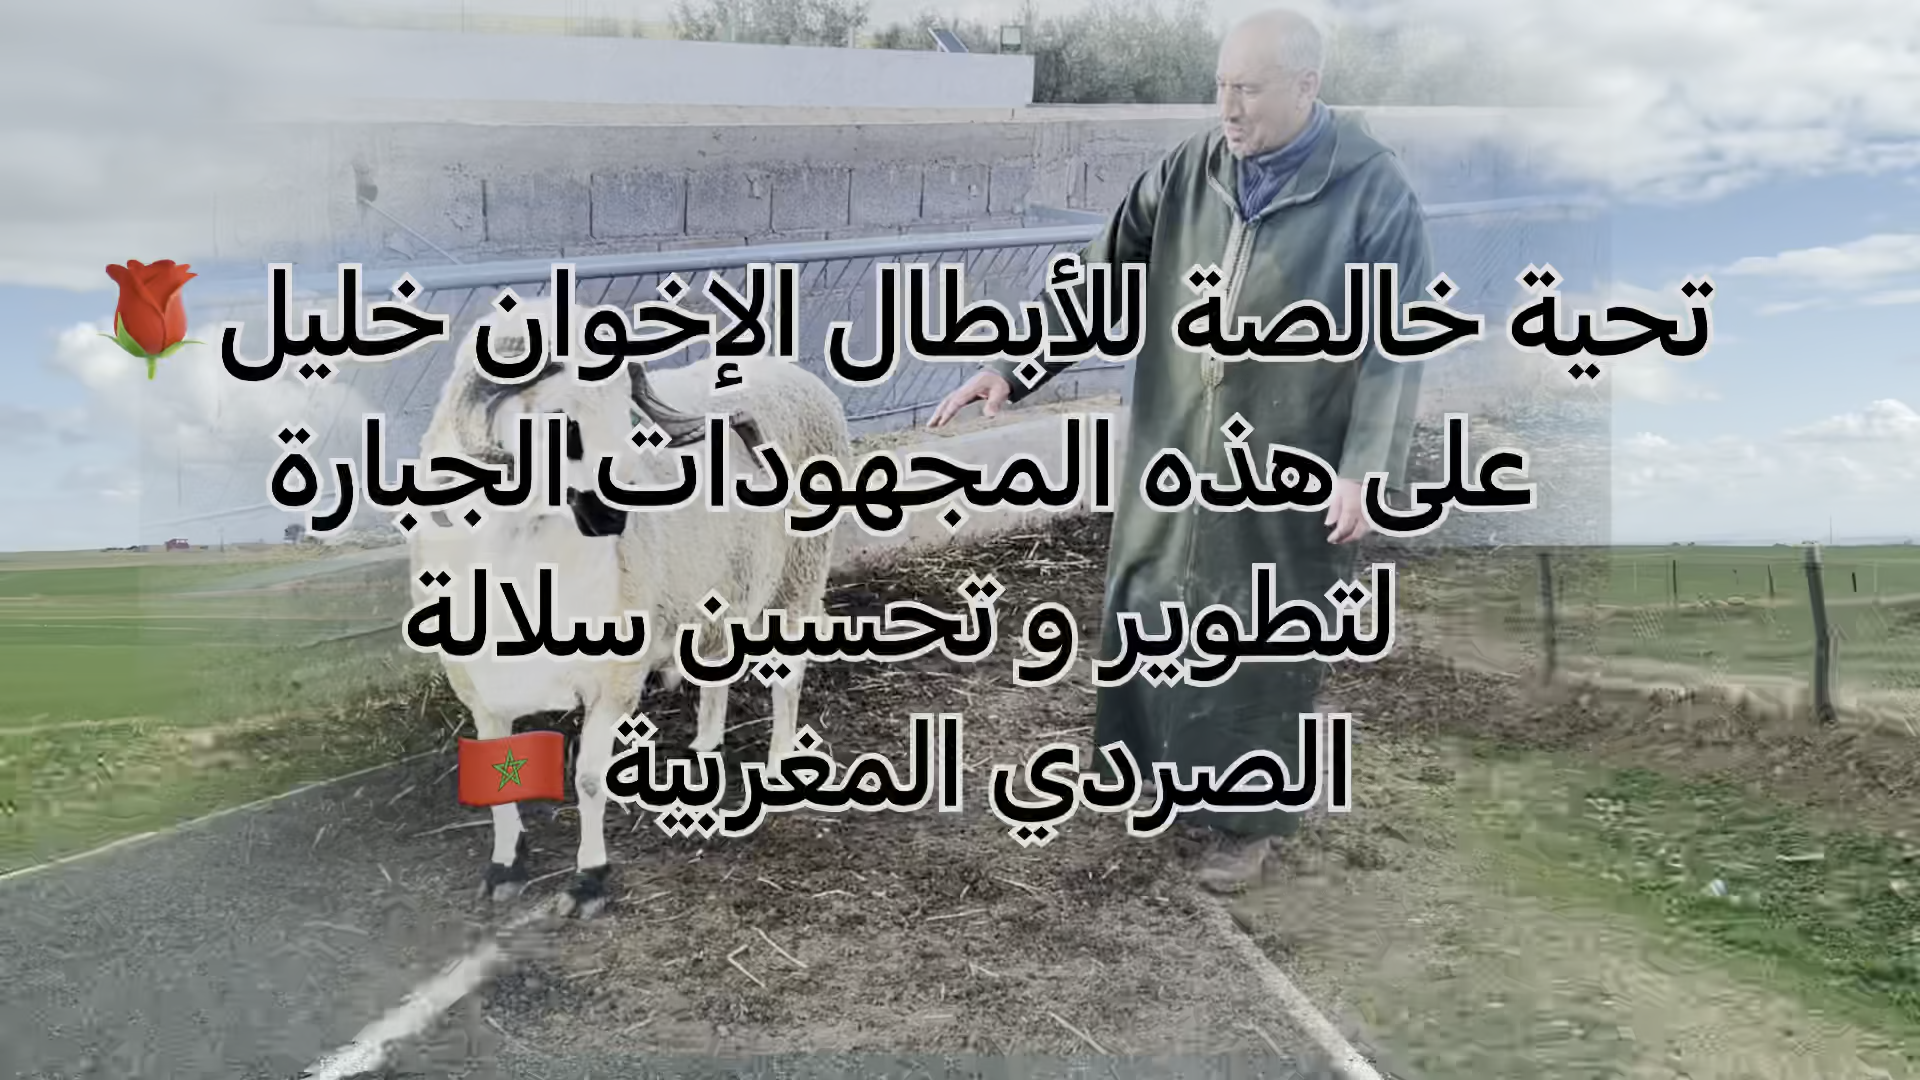 تحية خالصة للأبطال الإخوان خليل 🌹
على هذه المجهودات الجبارة
لتطوير و تحسين سلالة
الصردي المغربية 🇲🇦